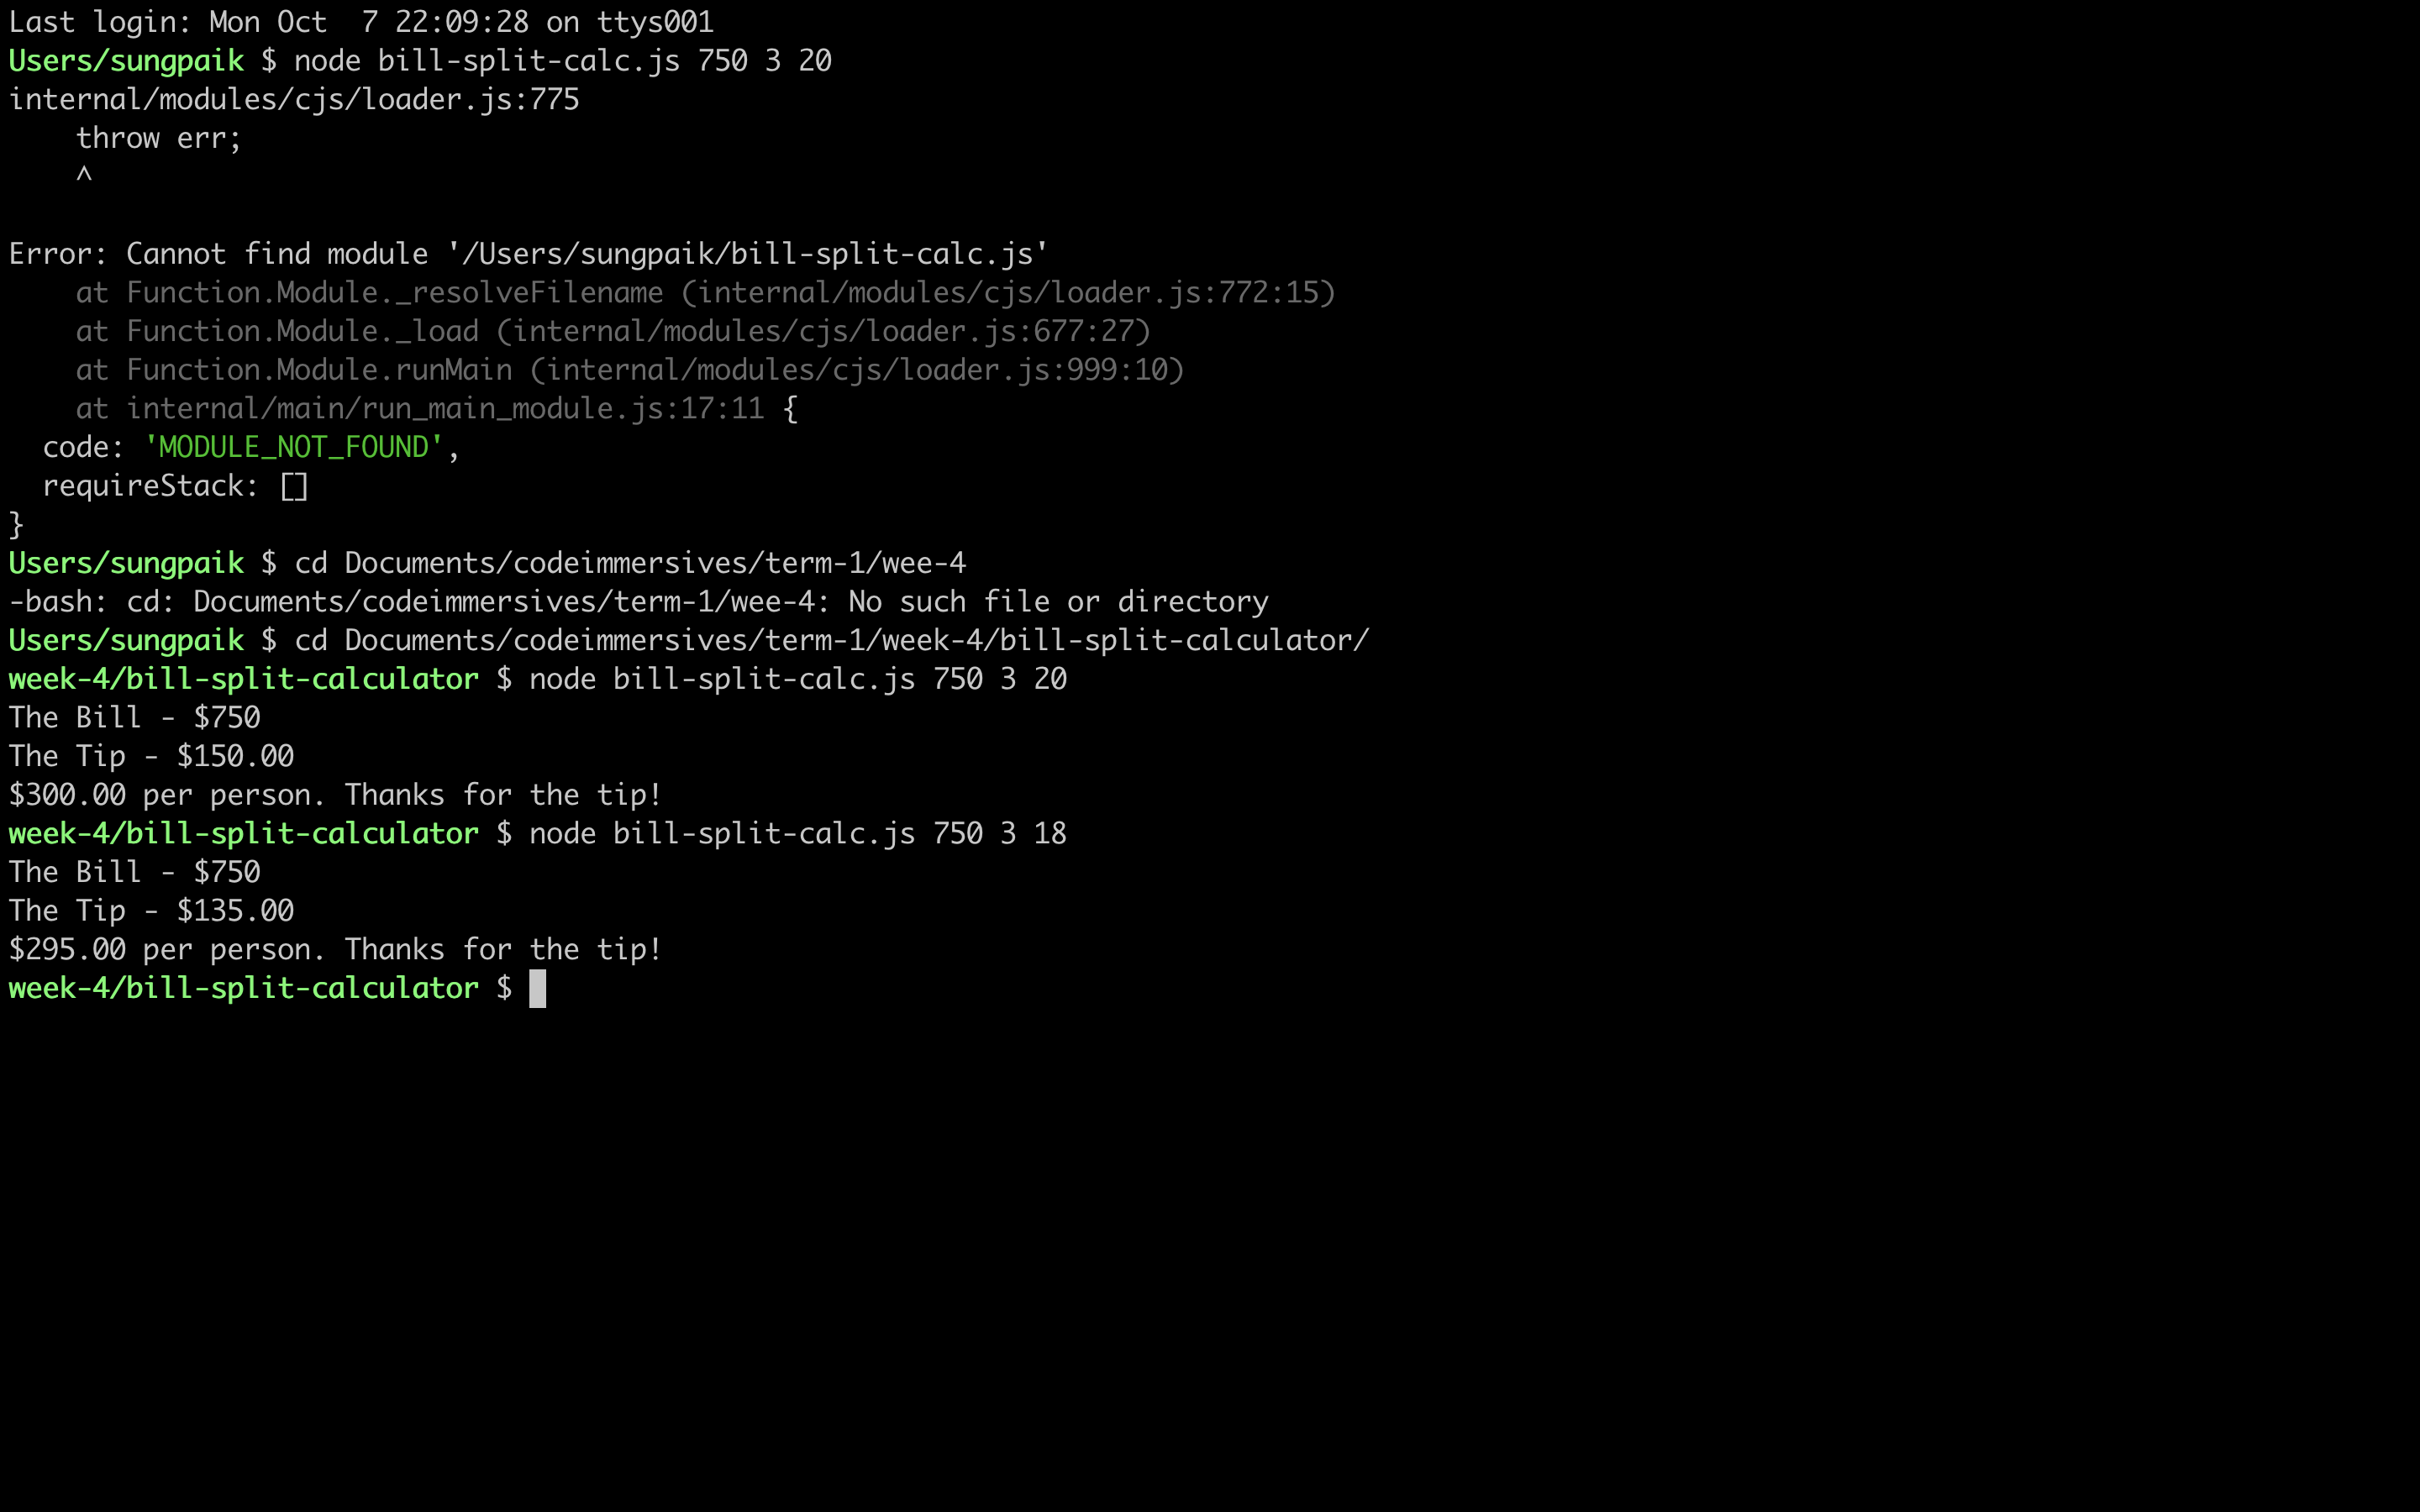 Last login: Mon Oct  7 22:09:28 on ttys001
Users/sungpaik $ node bill-split-calc.js 750 3 20
internal/modules/cjs/loader.js:775
    throw err;
    ^

Error: Cannot find module '/Users/sungpaik/bill-split-calc.js'
    at Function.Module._resolveFilename (internal/modules/cjs/loader.js:772:15)
    at Function.Module._load (internal/modules/cjs/loader.js:677:27)
    at Function.Module.runMain (internal/modules/cjs/loader.js:999:10)
    at internal/main/run_main_module.js:17:11 {
  code: 'MODULE_NOT_FOUND',
  requireStack: []
}
Users/sungpaik $ cd Documents/codeimmersives/term-1/wee-4
-bash: cd: Documents/codeimmersives/term-1/wee-4: No such file or directory
Users/sungpaik $ cd Documents/codeimmersives/term-1/week-4/bill-split-calculator/
week-4/bill-split-calculator $ node bill-split-calc.js 750 3 20
The Bill - $750
The Tip - $150.00
$300.00 per person. Thanks for the tip!
week-4/bill-split-calculator $ node bill-split-calc.js 750 3 18
The Bill - $750
The Tip - $135.00
$295.00 per person. Thanks for the tip!
week-4/bill-split-calculator $